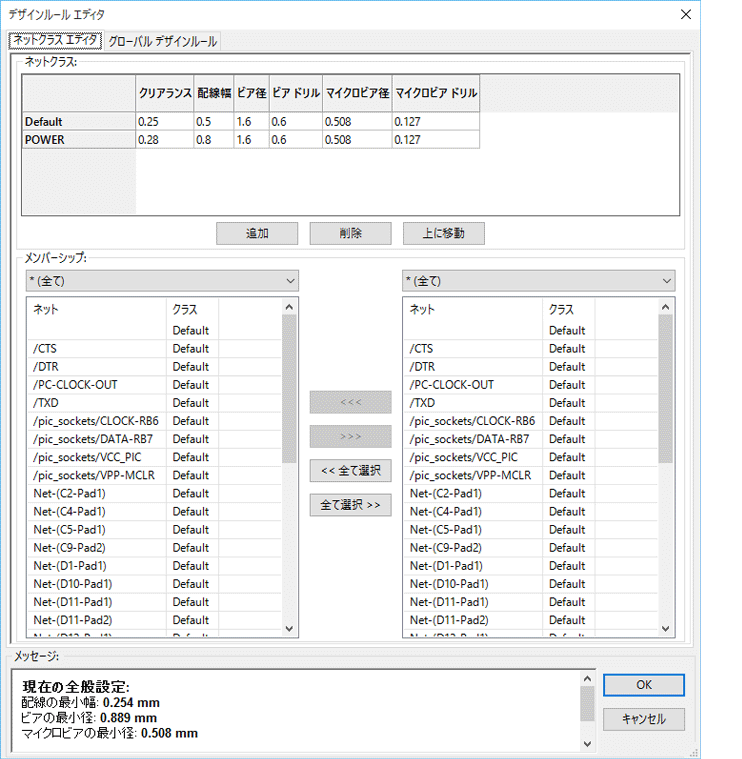 デザインルール エディタ
ネットクラス エディタ グローバル デザインルール
ネットクラス:
クリアランス 配線幅 ビア径 ビア ドリル マイクロビア径 マイクロビア ドリル
Default 0.25 0.5 1.6 0.6 0.508 0.127
POWER 0.28 0.8 1.6 0.6 0.508 0.127
追加 削除 上に移動
メンバーシップ:
* (全て) * (全て)
ネット クラス ネット クラス
Default Default
/CTS Default /CTS Default
/DTR Default /DTR Default
/PC-CLOCK-OUT Default /PC-CLOCK-OUT Default
/TXD Default <<< /TXD Default
/pic_sockets/CLOCK-RB6 Default /pic_sockets/CLOCK-RB6 Default
/pic_sockets/DATA-RB7 Default >>> /pic_sockets/DATA-RB7 Default
/pic_sockets/VCC_PIC Default /pic_sockets/VCC_PIC Default
/pic_sockets/VPP-MCLR Default << 全て選択 /pic_sockets/VPP-MCLR Default
Net-(C2-Pad1) Default Net-(C2-Pad1) Default
Net-(C4-Pad1) Default 全て選択 >> Net-(C4-Pad1) Default
Net-(C5-Pad1) Default Net-(C5-Pad1) Default
Net-(C9-Pad2) Default Net-(C9-Pad2) Default
Net-(D1-Pad1) Default Net-(D1-Pad1) Default
Net-(D10-Pad1) Default Net-(D10-Pad1) Default
Net-(D11-Pad1) Default Net-(D11-Pad1) Default
Net-(D11-Pad2) Default Net-(D11-Pad2) Default
メッセージ:
現在の全般設定:
配線の最小幅: 0.254 mm
ビアの最小径: 0.889 mm
マイクロビアの最小径: 0.508 mm
OK
キャンセル